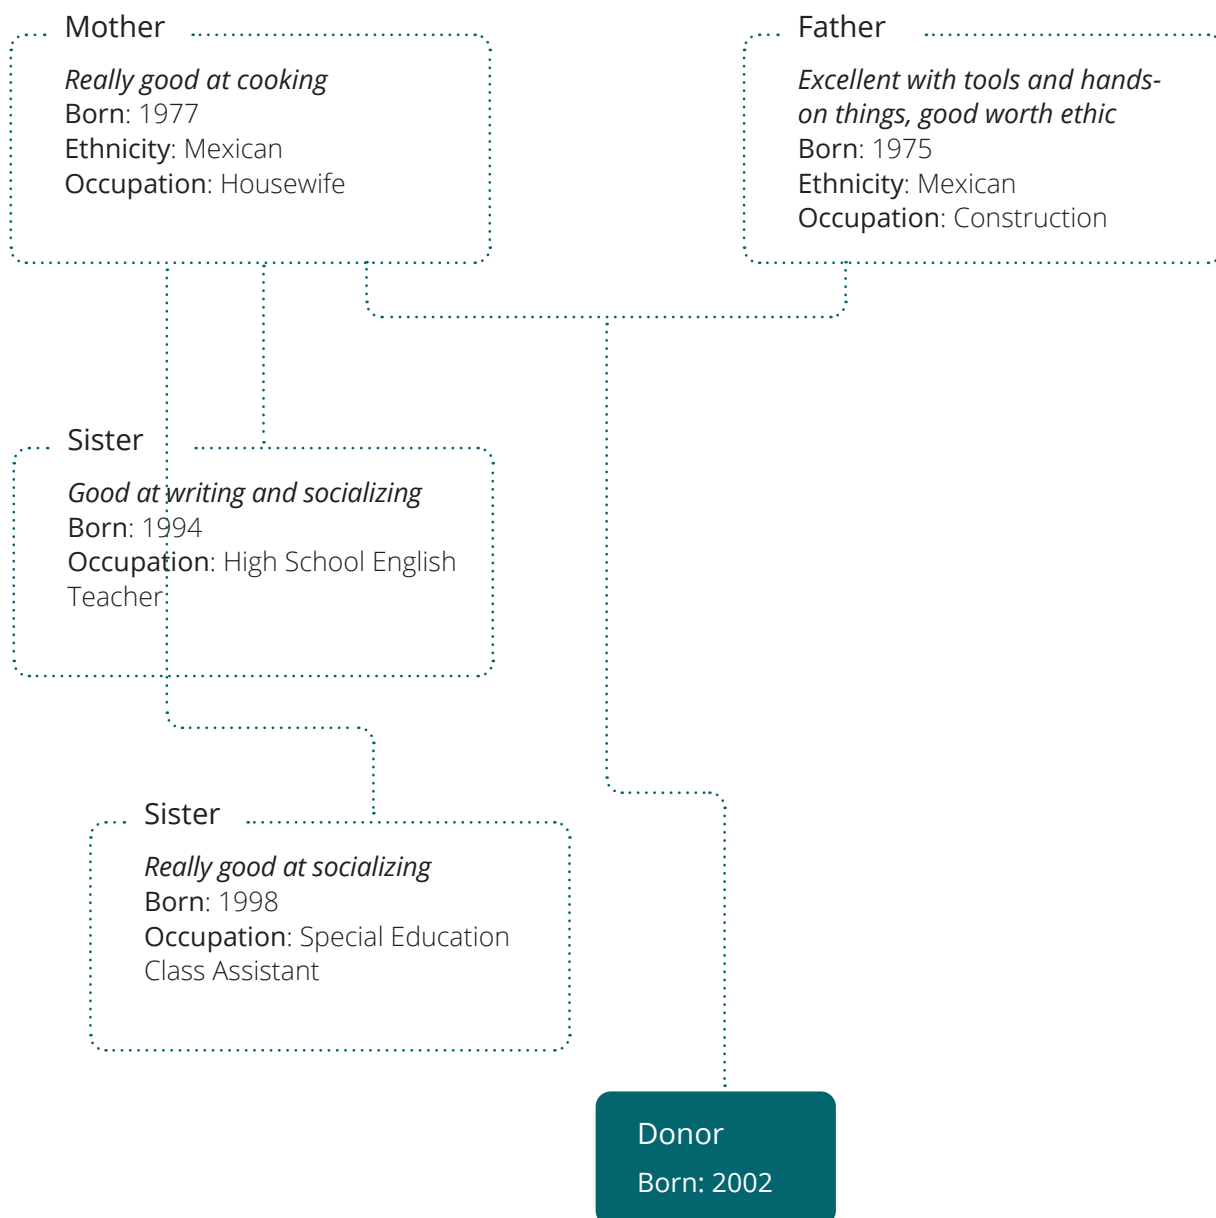 Mother
Really good at cooking
Born: 1977
Ethnicity: Mexican
Occupation: Housewife
Father
Excellent with tools and hands-
on things, good worth ethic
Born: 1975
Ethnicity: Mexican
Occupation: Construction
Sister
Good at writing and socializing
Born: 1994
Occupation: High School English
Teacher
Sister
Really good at socializing
Born: 1998
Occupation: Special Education
Class Assistant
Donor
Born: 2002